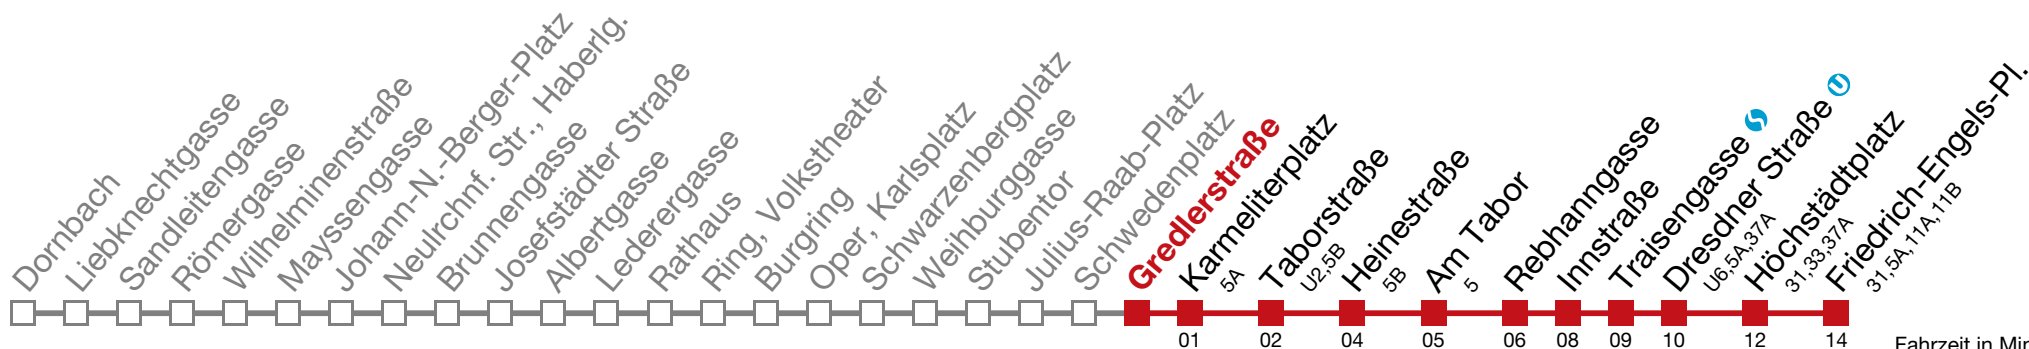 Dornbach
Liebknechtgasse
Sandleitengasse
Römergasse
Wilhelminenstraße
Mayssengasse
Johann-N.-Berger-Platz
Neulrchnf. Str., Haberlg.
Brunnengasse
Josefstädter Straße
Albertgasse
Lederergasse
Rathaus
Ring, Volkstheater
Burgring
Oper, Karlsplatz
Schwarzenbergplatz
Weihburggasse
Stubentor
Julius-Raab-Platz
Schwedenplatz
Gredlerstraße
Karmeliterplatz
5A
Taborstraße
U2,5B
Heinestraße
5B
Am Tabor
5
Rebhanngasse
Innstraße
Traisengasse S
Dresdner Straße U
U6,5A,37A
Höchstädtplatz
31,33,37A
Friedrich-Engels-Pl.
31,5A,11A,11B
01 02 04 05 06 08 09 10 12 14
Fahrzeit in Min